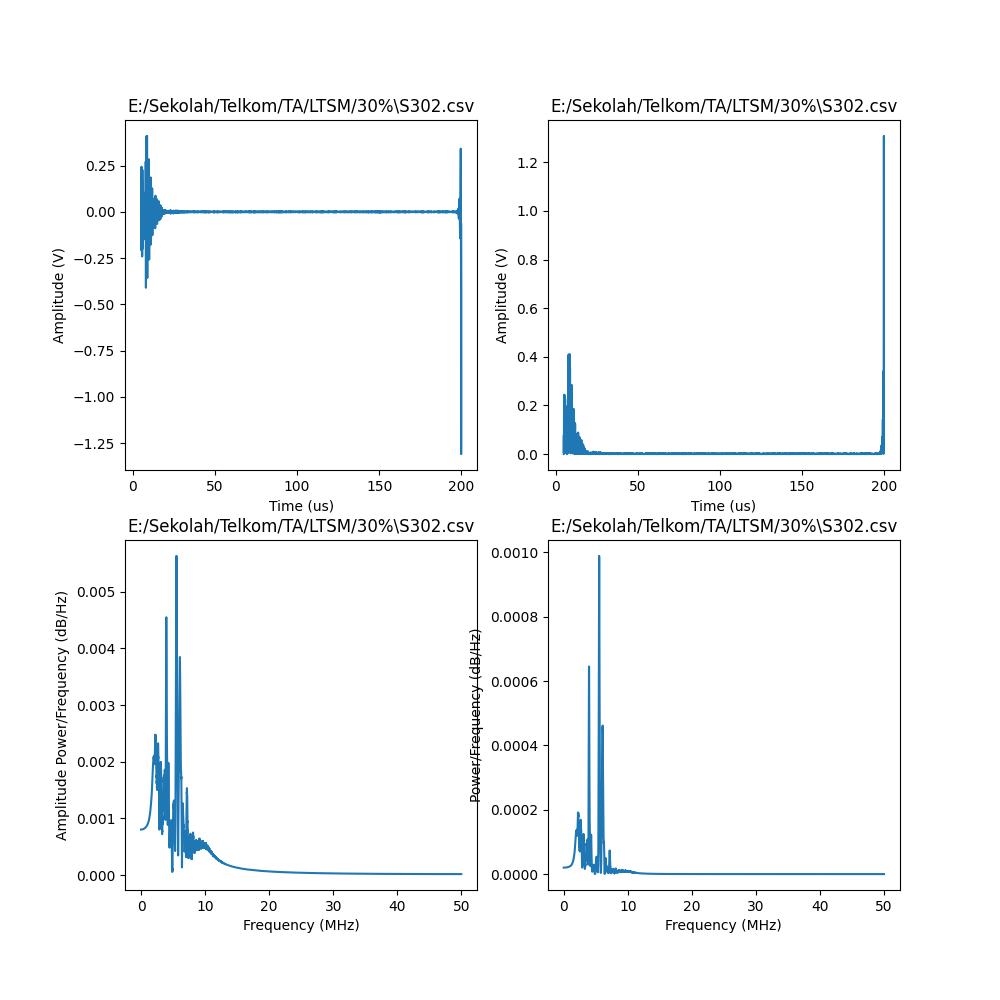 E:/Sekolah/Telkom/TA/LTSM/30%\S302.csv
Amplitude (V)
0.25
0.00
−0.25
−0.50
−0.75
−1.00
−1.25
0 50 100 150 200
Time (us)
E:/Sekolah/Telkom/TA/LTSM/30%\S302.csv
Amplitude (V)
1.2
1.0
0.8
0.6
0.4
0.2
0.0
0 50 100 150 200
Time (us)
E:/Sekolah/Telkom/TA/LTSM/30%\S302.csv
Amplitude Power/Frequency (dB/Hz)
0.005
0.004
0.003
0.002
0.001
0.000
0 10 20 30 40 50
Frequency (MHz)
E:/Sekolah/Telkom/TA/LTSM/30%\S302.csv
Power/Frequency (dB/Hz)
0.0010
0.0008
0.0006
0.0004
0.0002
0.0000
0 10 20 30 40 50
Frequency (MHz)